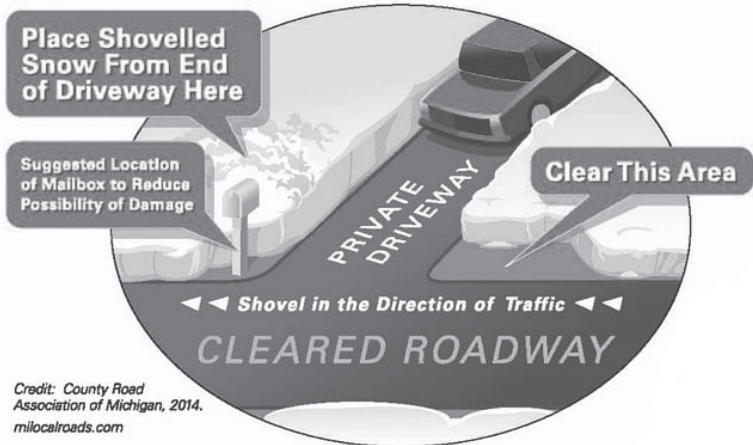 Place Shovelled
Snow From End
of Driveway Here
Suggested Location
of Mailbox to Reduce
Possibility of Damage
Clear This Area
PRIVATE
DRIVEWAY
Shovel in the Direction of Traffic
CLEARED ROADWAY
Credit: County Road
Association of Michigan, 2014.
milocalroads.com